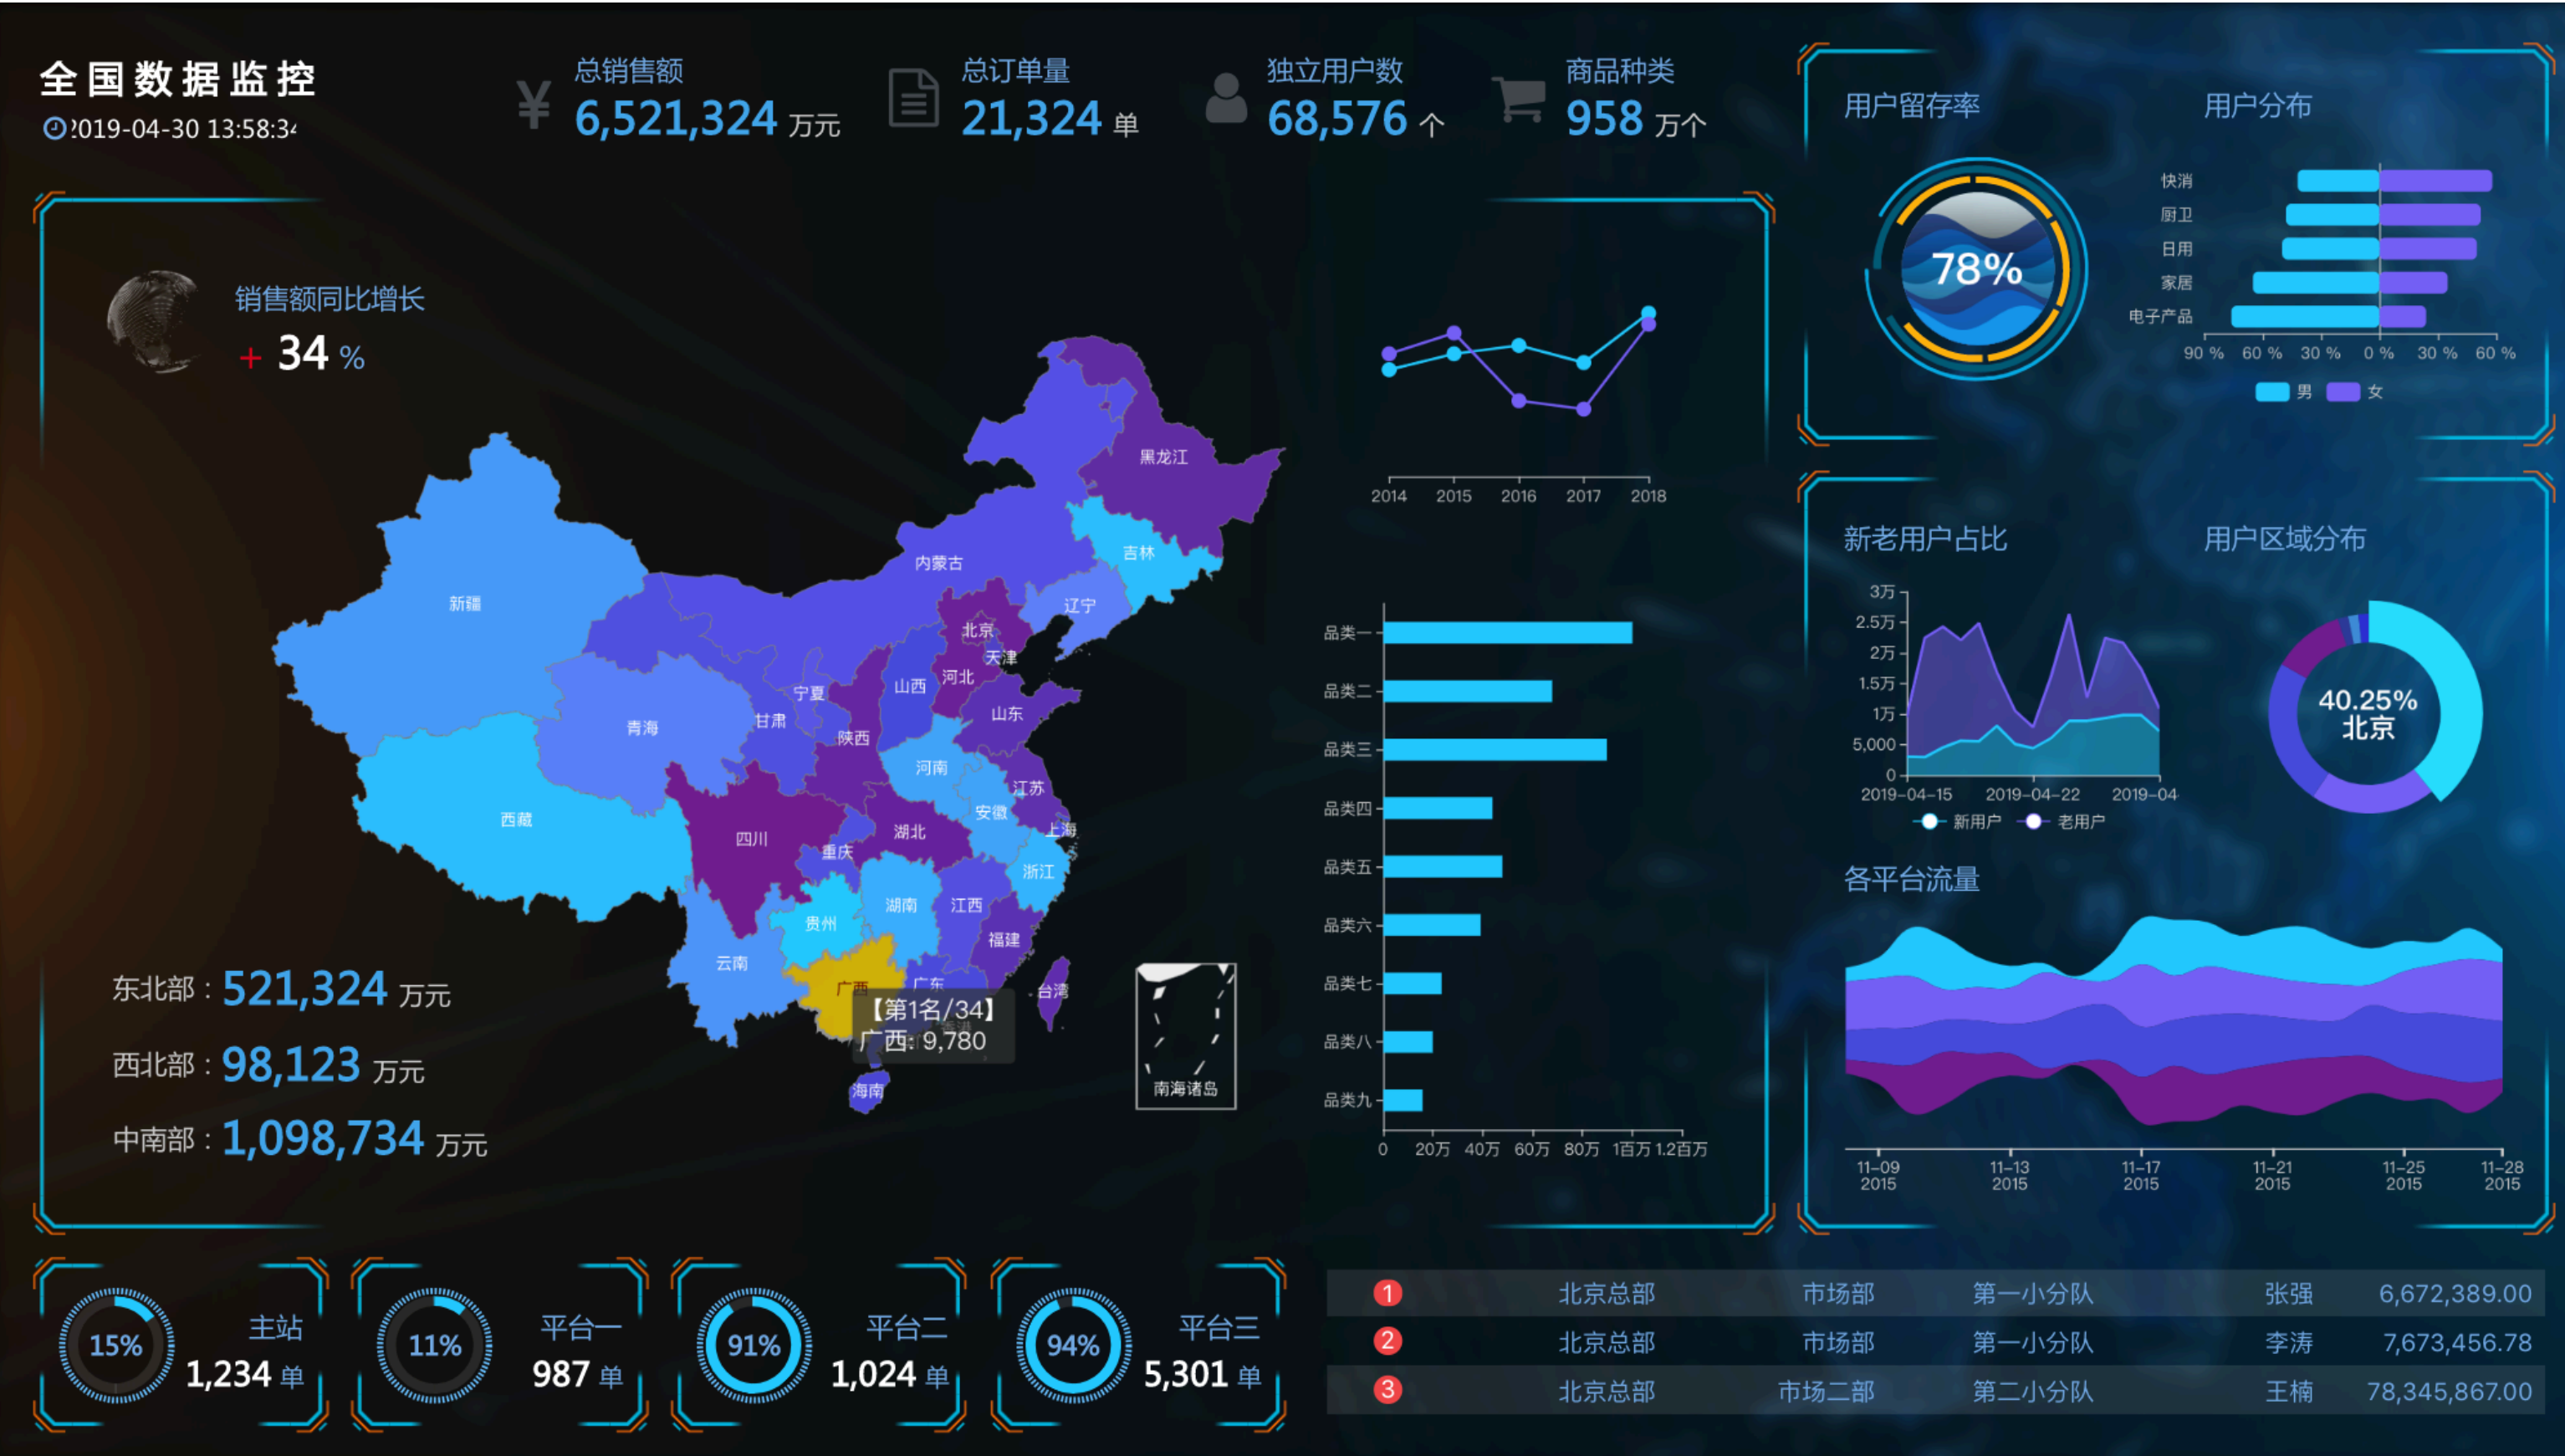 全国数据监控
2019-04-30 13:58:34
总销售额
6,521,324 万元
总订单量
21,324 单
独立用户数
68,576 个
商品种类
958 万个
销售额同比增长
+ 34 %
黑龙江
内蒙古
吉林
新疆
辽宁
北京
天津
河北
宁夏
山西
山东
青海
甘肃
陕西
河南
江苏
西藏
安徽
四川
湖北
上海
重庆
浙江
贵州
湖南
江西
福建
云南
广西
广东
台湾
香港
【第1名/34】
广西: 9,780
海南
南海诸岛
东北部：521,324 万元
西北部：98,123 万元
中南部：1,098,734 万元
2014 2015 2016 2017 2018
品类一
品类二
品类三
品类四
品类五
品类六
品类七
品类八
品类九
0 20万 40万 60万 80万 1百万 1.2百万
用户留存率
78%
用户分布
快消
厨卫
日用
家居
电子产品
90 % 60 % 30 % 0 % 30 % 60 %
男 女
新老用户占比
3万
2.5万
2万
1.5万
1万
5,000
0
2019-04-15 2019-04-22 2019-04
新用户 老用户
用户区域分布
40.25%
北京
各平台流量
11-09 11-13 11-17 11-21 11-25 11-28
2015 2015 2015 2015 2015 2015
15%
主站
1,234 单
11%
平台一
987 单
91%
平台二
1,024 单
94%
平台三
5,301 单
1 北京总部 市场部 第一小分队 张强 6,672,389.00
2 北京总部 市场部 第一小分队 李涛 7,673,456.78
3 北京总部 市场二部 第二小分队 王楠 78,345,867.00